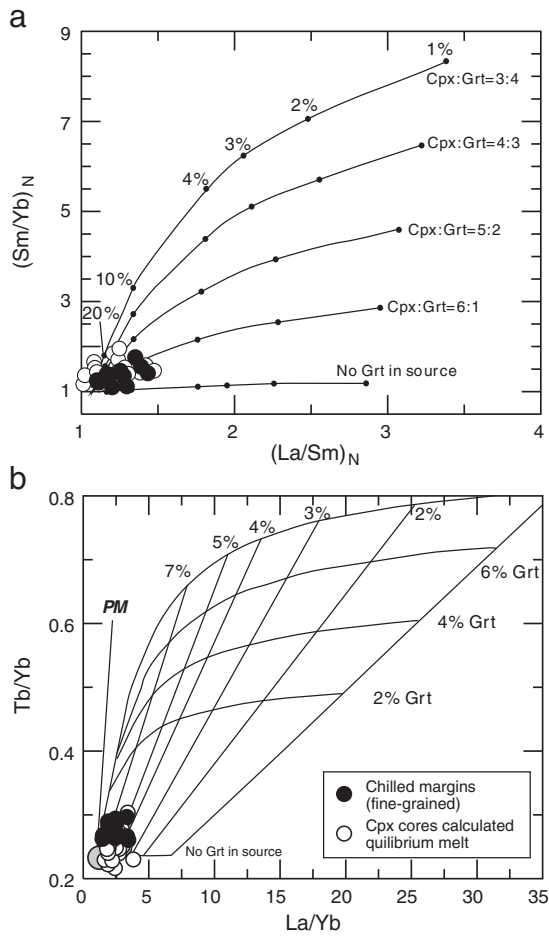 a
9
7
5
3
1
(Sm/Yb)N
1%
Cpx:Grt=3:4
2%
3%
4%
Cpx:Grt=4:3
Cpx:Grt=5:2
10%
20%
Cpx:Grt=6:1
No Grt in source
1 2 3 4
(La/Sm)N
b
0.8
0.6
0.4
0.2
Tb/Yb
PM
7%
5%
4%
3%
2%
6% Grt
4% Grt
2% Grt
No Grt in source
Chilled margins
(fine-grained)
Cpx cores calculated
quilibrium melt
0 5 10 15 20 25 30 35
La/Yb